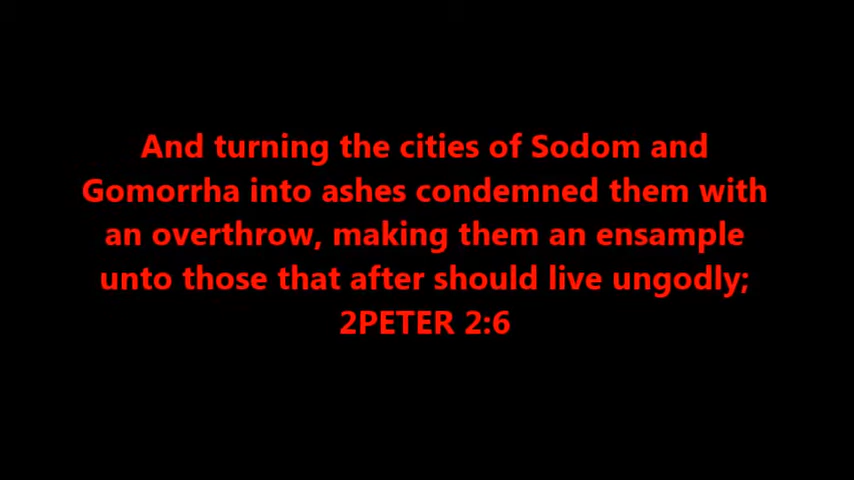 And turning the cities of Sodom and
Gomorrha into ashes condemned them with
an overthrow, making them an ensample
unto those that after should live ungodly;
2PETER 2:6